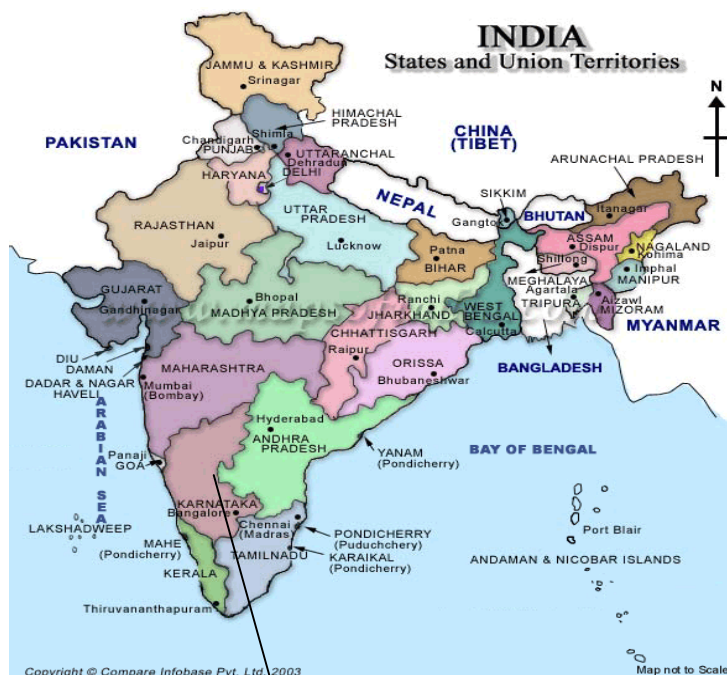 INDIA
States and Union Territories
N
JAMMU & KASHMIR
Srinagar
HIMACHAL
PRADESH
Shimla
Chandigarh
PUNJAB
PAKISTAN
CHINA
(TIBET)
UTTARANCHAL
Dehradun
HARYANA
DELHI
ARUNACHAL PRADESH
NEPAL
SIKKIM
Itanagar
RAJASTHAN
UTTAR
PRADESH
Gangtok
BHUTAN
Jaipur
Lucknow
Patna
BIHAR
ASSAM
Dispur
NAGALAND
Kohima
Shillong
MEGHALAYA
Imphal
MANIPUR
GUJARAT
Gandhinagar
Bhopal
MADHYA PRADESH
Ranchi
JHARKHAND
WEST
BENGAL
Calcutta
Agartala
TRIPURA
Aizawl
MIZORAM
MYANMAR
CHHATTISGARH
Raipur
DIU
DAMAN
DADAR & NAGAR
HAVELI
MAHARASHTRA
Mumbai
(Bombay)
ORISSA
Bhubaneshwar
BANGLADESH
ARABIAN SEA
Hyderabad
ANDHRA
PRADESH
YANAM
(Pondicherry)
BAY OF BENGAL
Panaji
GOA
KARNATAKA
Bangalore
LAKSHADWEEP
Chennai
(Madras)
PONDICHERRY
(Puduchchery)
MAHE
(Pondicherry)
TAMILNADU
KARAIKAL
(Pondicherry)
Port Blair
ANDAMAN & NICOBAR ISLANDS
KERALA
Thiruvananthapuram
Copyright © Compare Infobase Pvt. Ltd. 2003
Map not to Scale